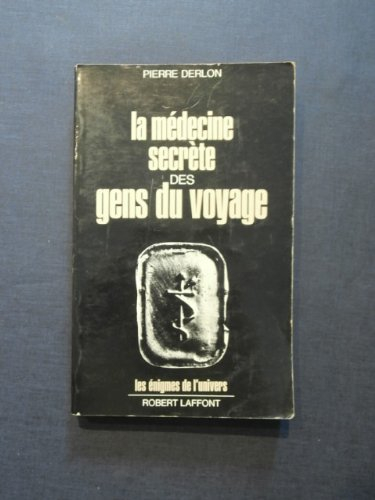 PIERRE DERLON
la médecine
secrète
DES
gens du voyage
les énigmes de l'univers
ROBERT LAFFONT